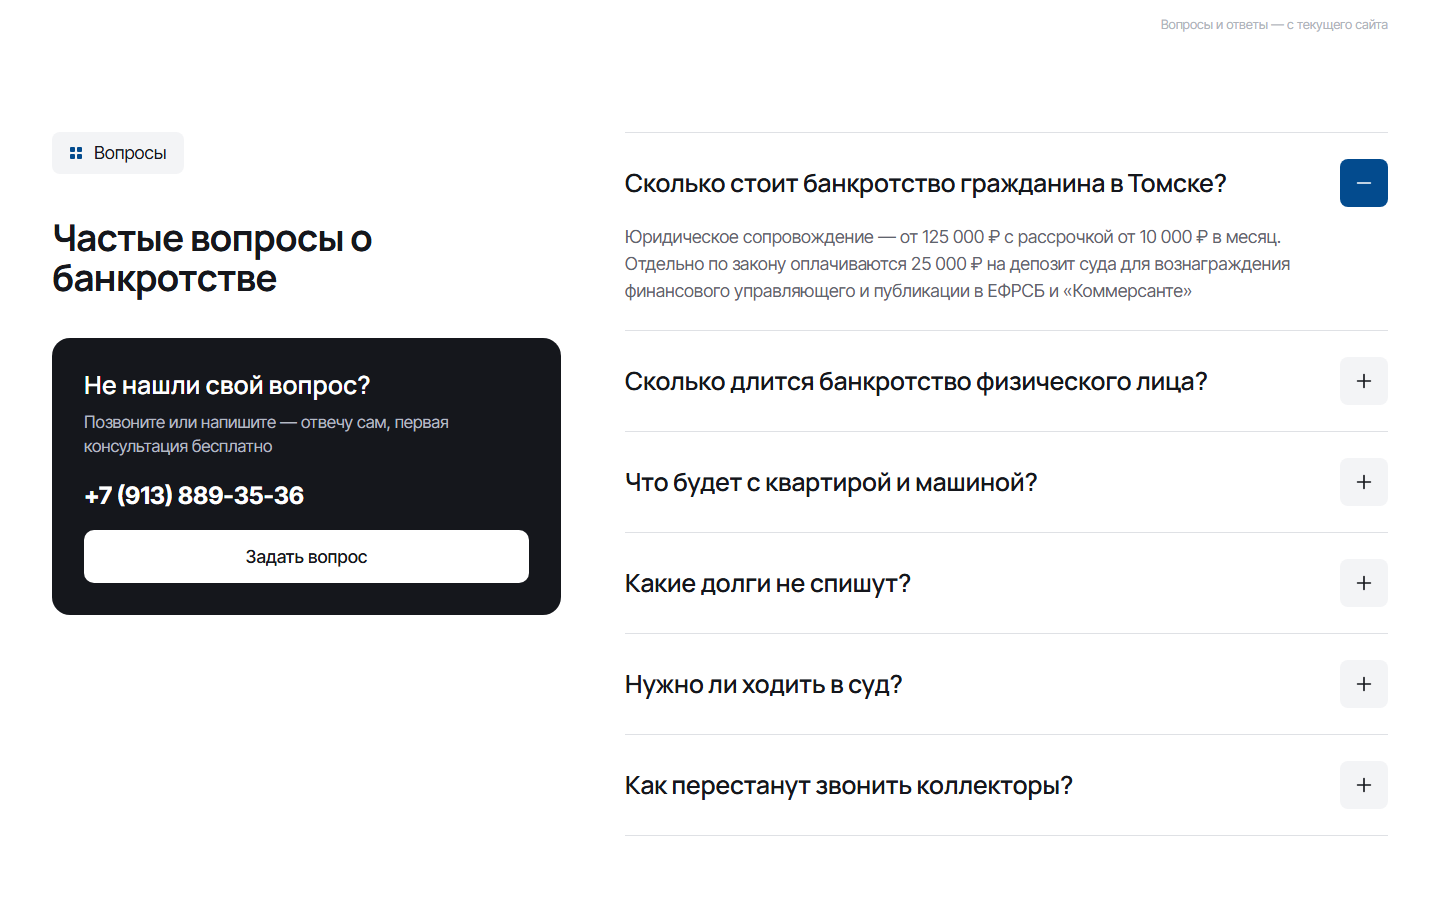 Вопросы и ответы — с текущего сайта
Вопросы
Частые вопросы о
банкротстве
Не нашли свой вопрос?
Позвоните или напишите — отвечу сам, первая
консультация бесплатно
+7 (913) 889-35-36
Задать вопрос
Сколько стоит банкротство гражданина в Томске?
Юридическое сопровождение — от 125 000 ₽ с рассрочкой от 10 000 ₽ в месяц.
Отдельно по закону оплачиваются 25 000 ₽ на депозит суда для вознаграждения
финансового управляющего и публикации в ЕФРСБ и «Коммерсанте»
Сколько длится банкротство физического лица?
Что будет с квартирой и машиной?
Какие долги не спишут?
Нужно ли ходить в суд?
Как перестанут звонить коллекторы?